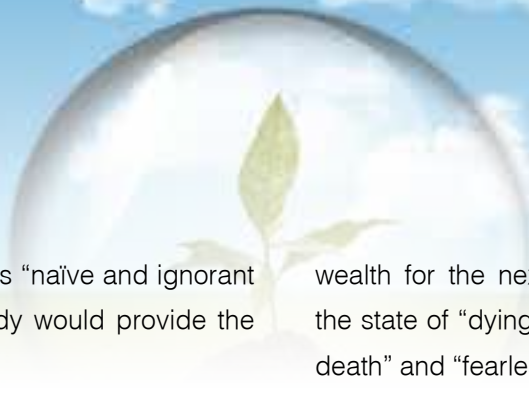 s “naïve and ignorant
dy would provide the
wealth for the ne
the state of “dying
death” and “fearle